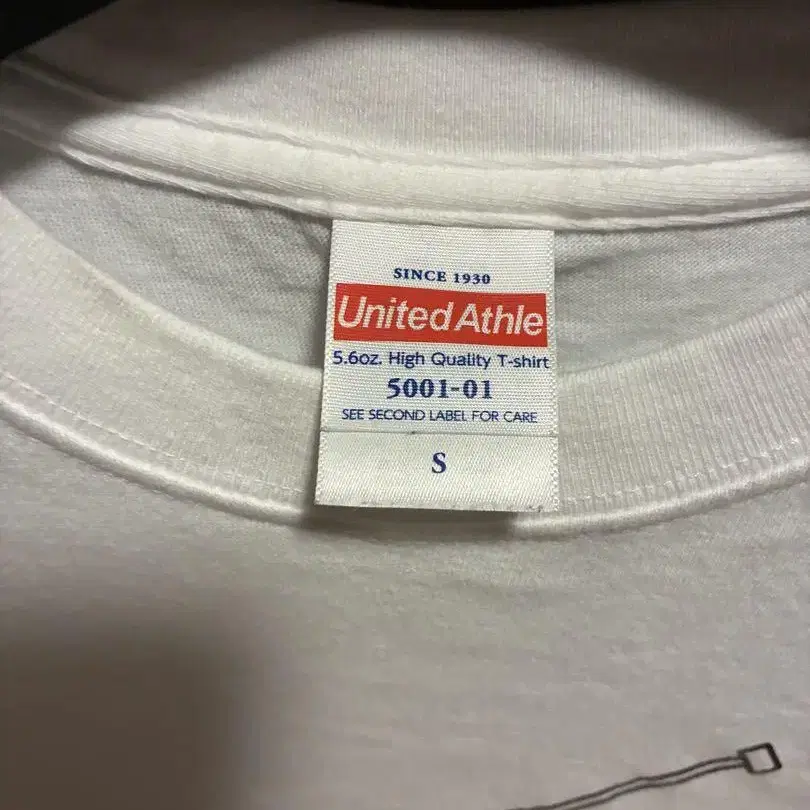 SINCE 1930
United Athle
5.6oz. High Quality T-shirt
5001-01
SEE SECOND LABEL FOR CARE
S